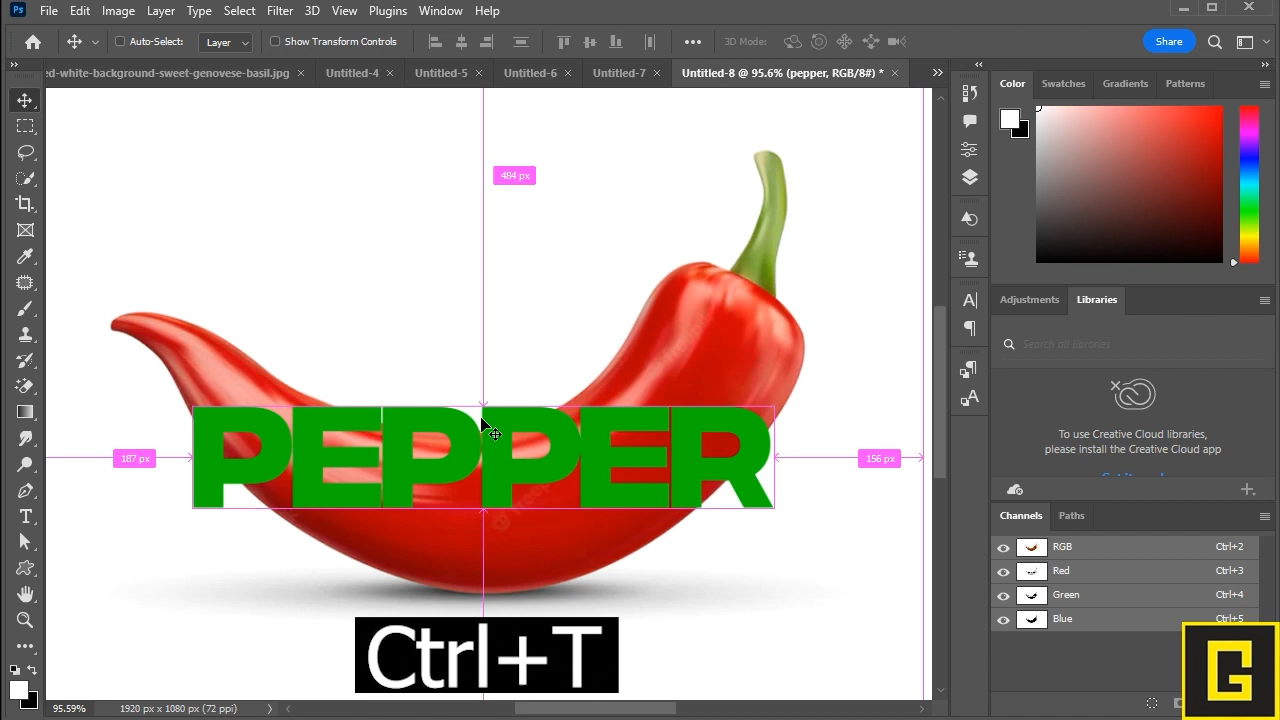 Ps File Edit Image Layer Type Select Filter 3D View Plugins Window Help
Auto-Select: Layer Show Transform Controls ••• 3D Mode: Share
ed-white-background-sweet-genovese-basil.jpg × Untitled-4 × Untitled-5 × Untitled-6 × Untitled-7 × Untitled-8 @ 95.6% (pepper, RGB/8#) * ×
Color Swatches Gradients Patterns
484 px
Adjustments Libraries
Search all libraries
To use Creative Cloud libraries,
please install the Creative Cloud app
PEPPER
187 px
156 px
Channels Paths
RGB Ctrl+2
Red Ctrl+3
Green Ctrl+4
Blue Ctrl+5
Ctrl+T
G
95.59% 1920 px x 1080 px (72 ppi)